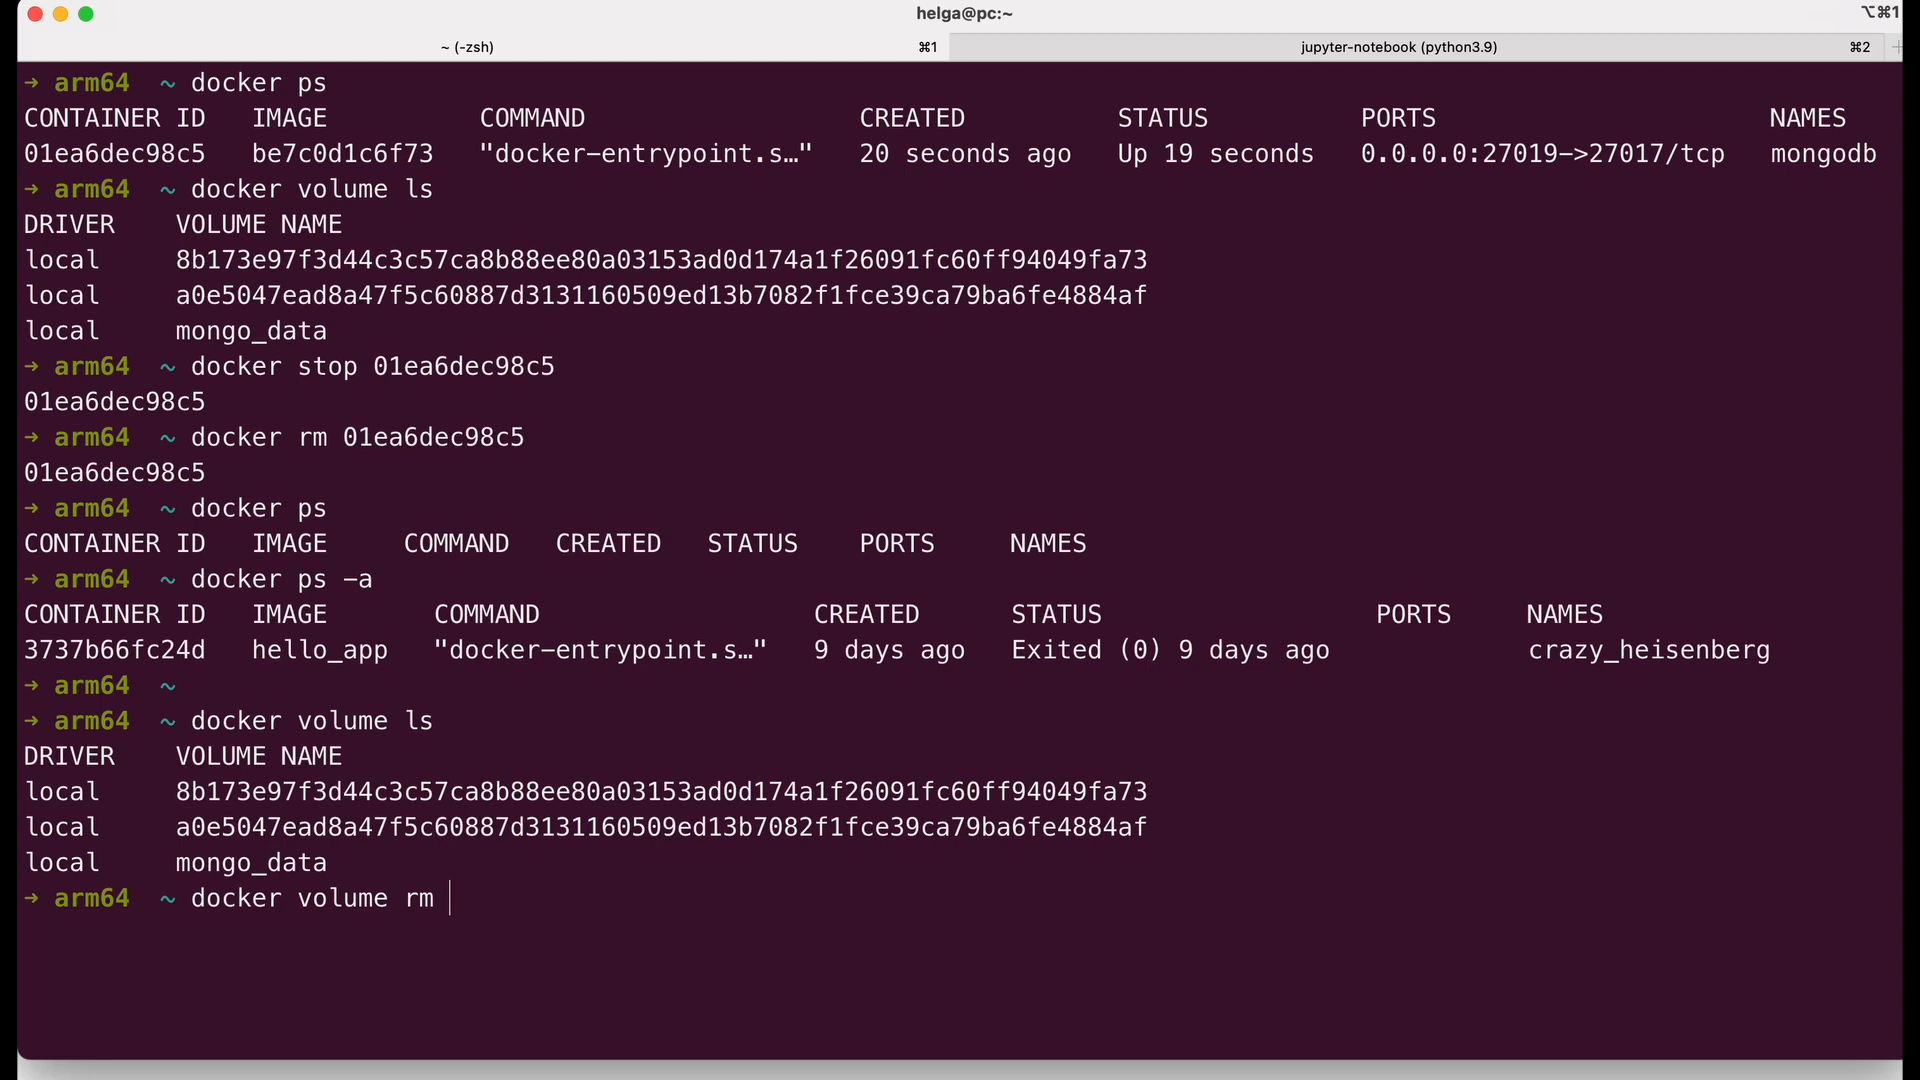 helga@pc:~ ⌥⌘1
~ (-zsh) ⌘1 jupyter-notebook (python3.9) ⌘2 +
→ arm64 ~ docker ps
CONTAINER ID IMAGE COMMAND CREATED STATUS PORTS NAMES
01ea6dec98c5 be7c0d1c6f73 "docker-entrypoint.s…" 20 seconds ago Up 19 seconds 0.0.0.0:27019->27017/tcp mongodb
→ arm64 ~ docker volume ls
DRIVER VOLUME NAME
local 8b173e97f3d44c3c57ca8b88ee80a03153ad0d174a1f26091fc60ff94049fa73
local a0e5047ead8a47f5c60887d3131160509ed13b7082f1fce39ca79ba6fe4884af
local mongo_data
→ arm64 ~ docker stop 01ea6dec98c5
01ea6dec98c5
→ arm64 ~ docker rm 01ea6dec98c5
01ea6dec98c5
→ arm64 ~ docker ps
CONTAINER ID IMAGE COMMAND CREATED STATUS PORTS NAMES
→ arm64 ~ docker ps -a
CONTAINER ID IMAGE COMMAND CREATED STATUS PORTS NAMES
3737b66fc24d hello_app "docker-entrypoint.s…" 9 days ago Exited (0) 9 days ago crazy_heisenberg
→ arm64 ~
→ arm64 ~ docker volume ls
DRIVER VOLUME NAME
local 8b173e97f3d44c3c57ca8b88ee80a03153ad0d174a1f26091fc60ff94049fa73
local a0e5047ead8a47f5c60887d3131160509ed13b7082f1fce39ca79ba6fe4884af
local mongo_data
→ arm64 ~ docker volume rm